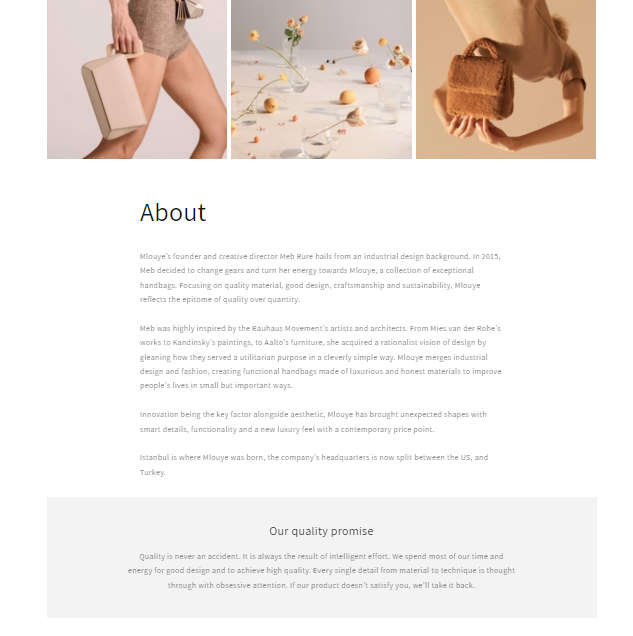 About
Mlouye's founder and creative director Meb Rure hails from an industrial design background. In 2015,
Meb decided to change gears and turn her energy towards Mlouye, a collection of exceptional
handbags. Focusing on quality material, good design, craftsmanship and sustainability, Mlouye
reflects the epitome of quality over quantity.
Meb was highly inspired by the Bauhaus Movement's artists and architects. From Mies van der Rohe's
works to Kandinsky's paintings, to Aalto's furniture, she acquired a rationalist vision of design by
gleaning how they served a utilitarian purpose in a cleverly simple way. Mlouye merges industrial
design and fashion, creating functional handbags made of luxurious and honest materials to improve
people's lives in small but important ways.
Innovation being the key factor alongside aesthetic, Mlouye has brought unexpected shapes with
smart details, functionality and a new luxury feel with a contemporary price point.
Istanbul is where Mlouye was born, the company's headquarters is now split between the US, and
Turkey.
Our quality promise
Quality is never an accident. It is always the result of intelligent effort. We spend most of our time and
energy for good design and to achieve high quality. Every single detail from material to technique is thought
through with obsessive attention. If our product doesn't satisfy you, we'll take it back.